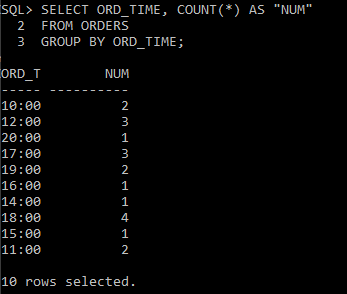 SQL> SELECT ORD_TIME, COUNT(*) AS "NUM"
  2  FROM ORDERS
  3  GROUP BY ORD_TIME;
ORD_T        NUM
----- ----------
10:00          2
12:00          3
20:00          1
17:00          3
19:00          2
16:00          1
14:00          1
18:00          4
15:00          1
11:00          2
10 rows selected.